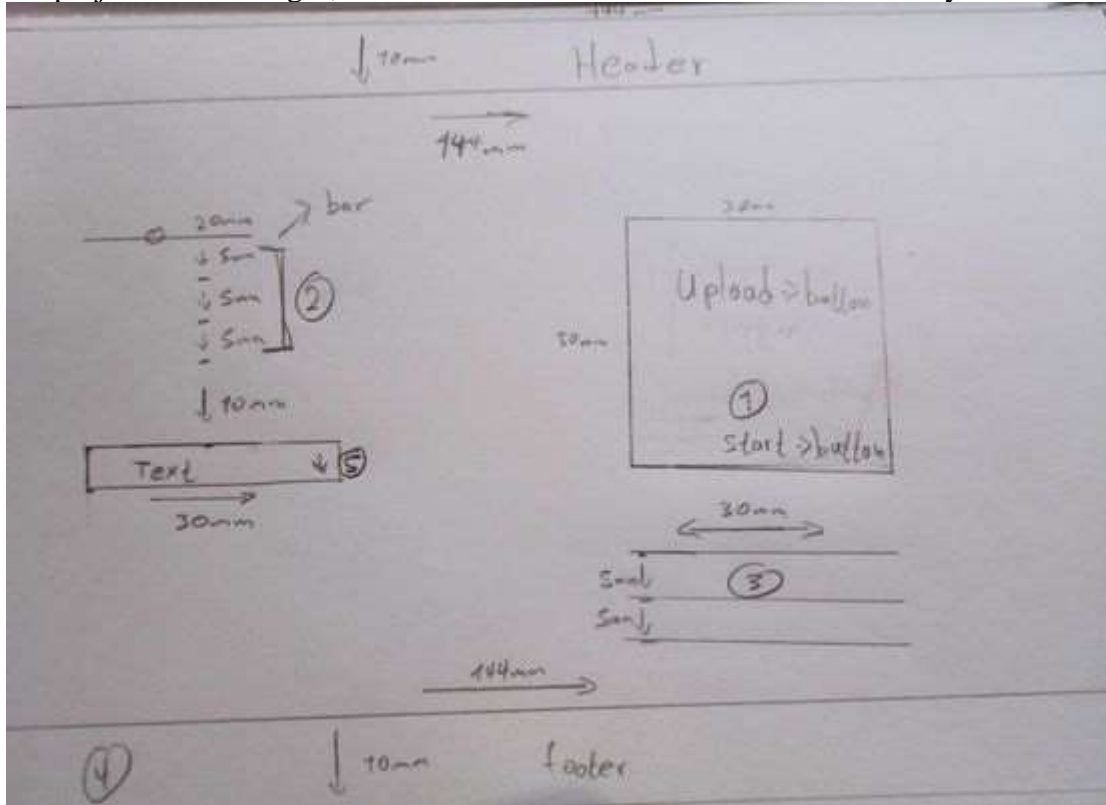 10mm Header
144mm
20mm bar
5mm
5mm 2
5mm
10mm
Text 5
30mm
Upload => button
30mm
1
start => button
30mm
5mm 3
5mm
144mm
4 10mm footer